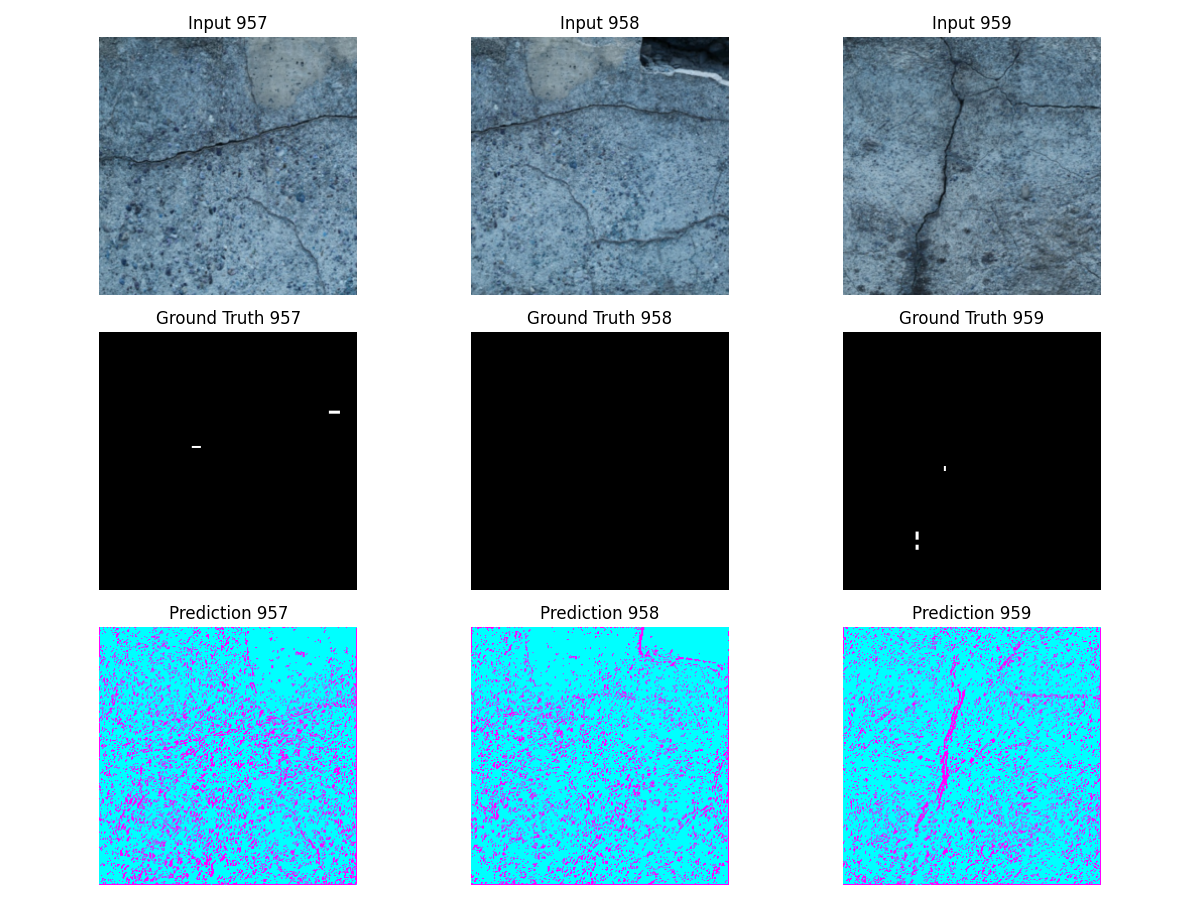 Input 957
Input 958
Input 959
Ground Truth 957
Ground Truth 958
Ground Truth 959
Prediction 957
Prediction 958
Prediction 959